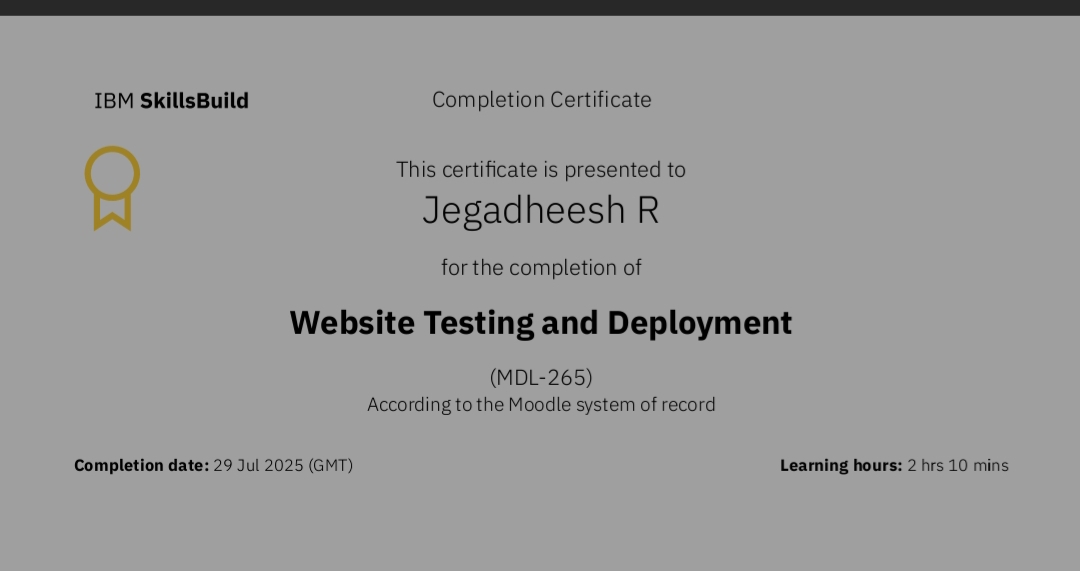 IBM SkillsBuild
Completion Certificate
This certificate is presented to
Jegadheesh R
for the completion of
Website Testing and Deployment
(MDL-265)
According to the Moodle system of record
Completion date: 29 Jul 2025 (GMT)
Learning hours: 2 hrs 10 mins